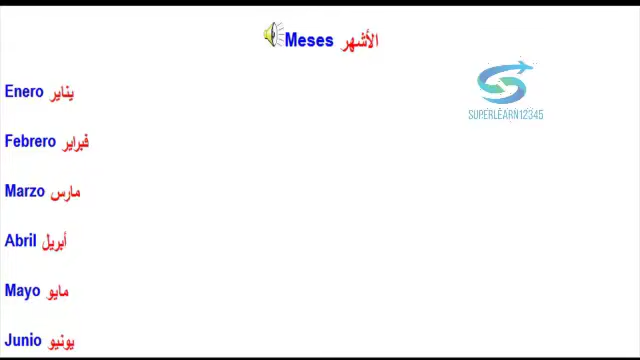 Meses الأشهر
SUPERLEARN12345
Enero يناير
Febrero فبراير
Marzo مارس
Abril أبريل
Mayo مايو
Junio يونيو